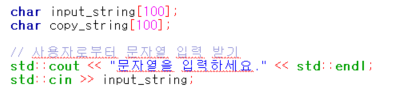 char input_string[100];
char copy_string[100];
// 사용자로부터 문자열 입력 받기
std::cout << "문자열을 입력하세요." << std::endl;
std::cin >> input_string;